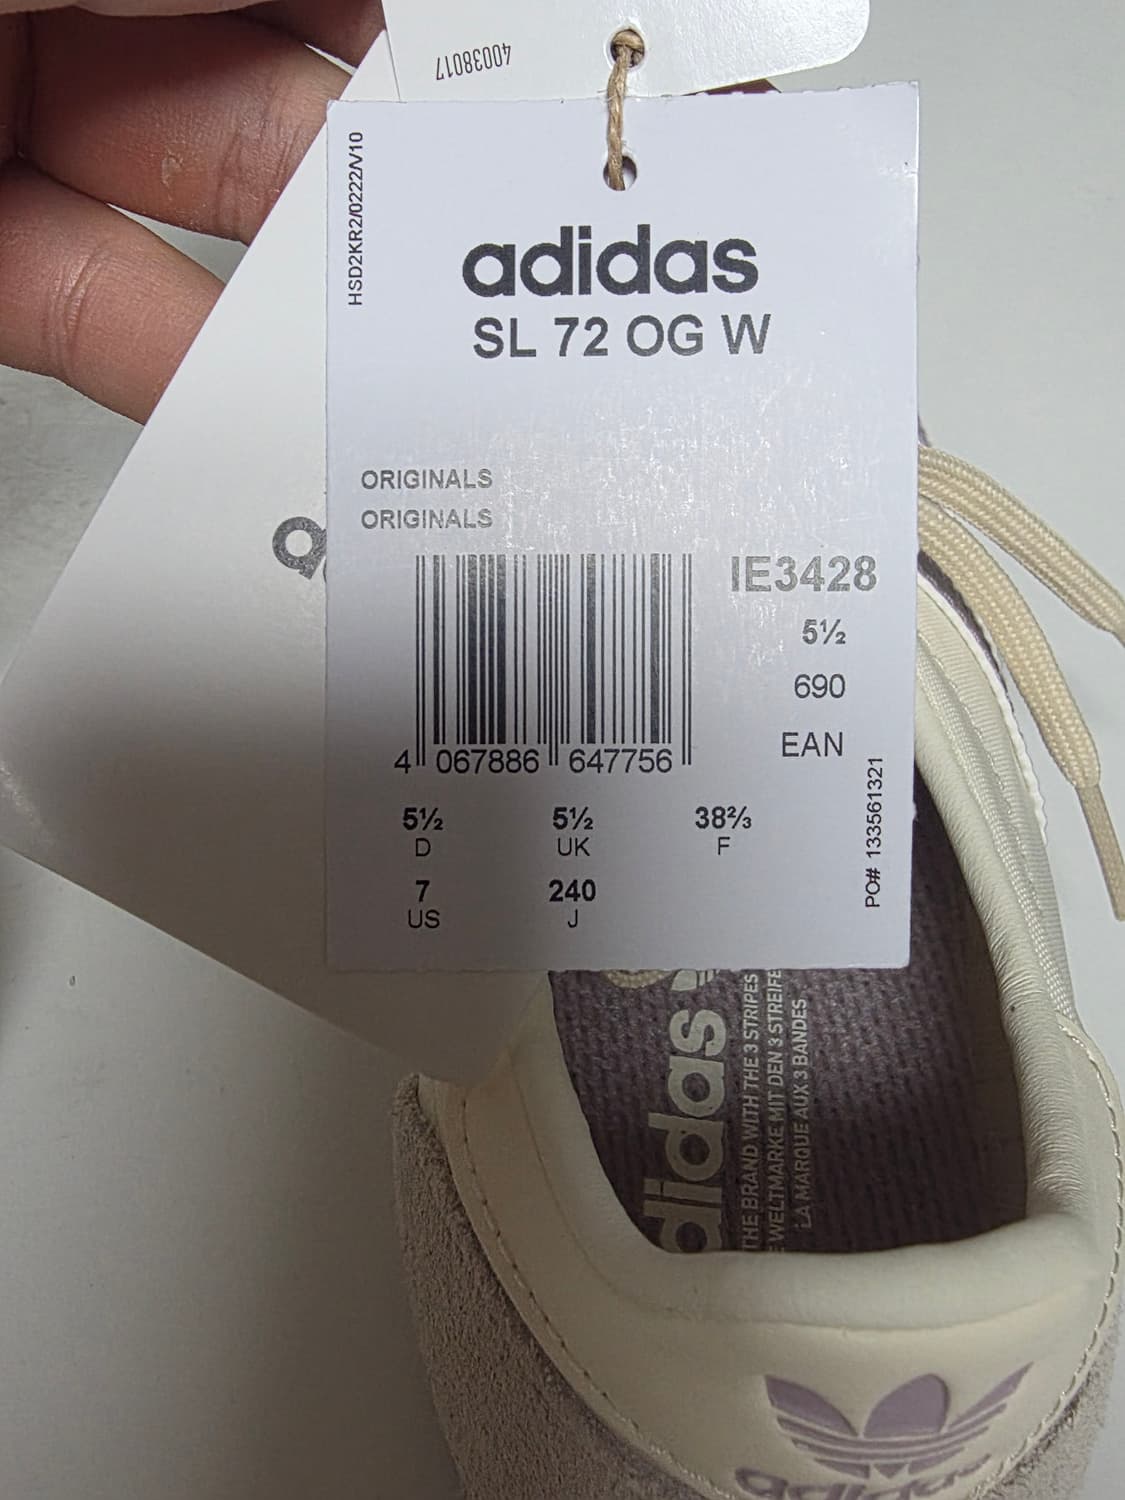 40038017
HSD2KR2/0222/V10
adidas
SL 72 OG W
ORIGINALS
ORIGINALS
IE3428
5½
690
EAN
4 067886 647756
5½ 5½ 38⅔
D UK F
7 240
US J
PO# 133561321
adidas
THE BRAND WITH THE 3 STRIPES
WELTMARKE MIT DEN 3 STREIFE
LA MARQUE AUX 3 BANDES
adidas